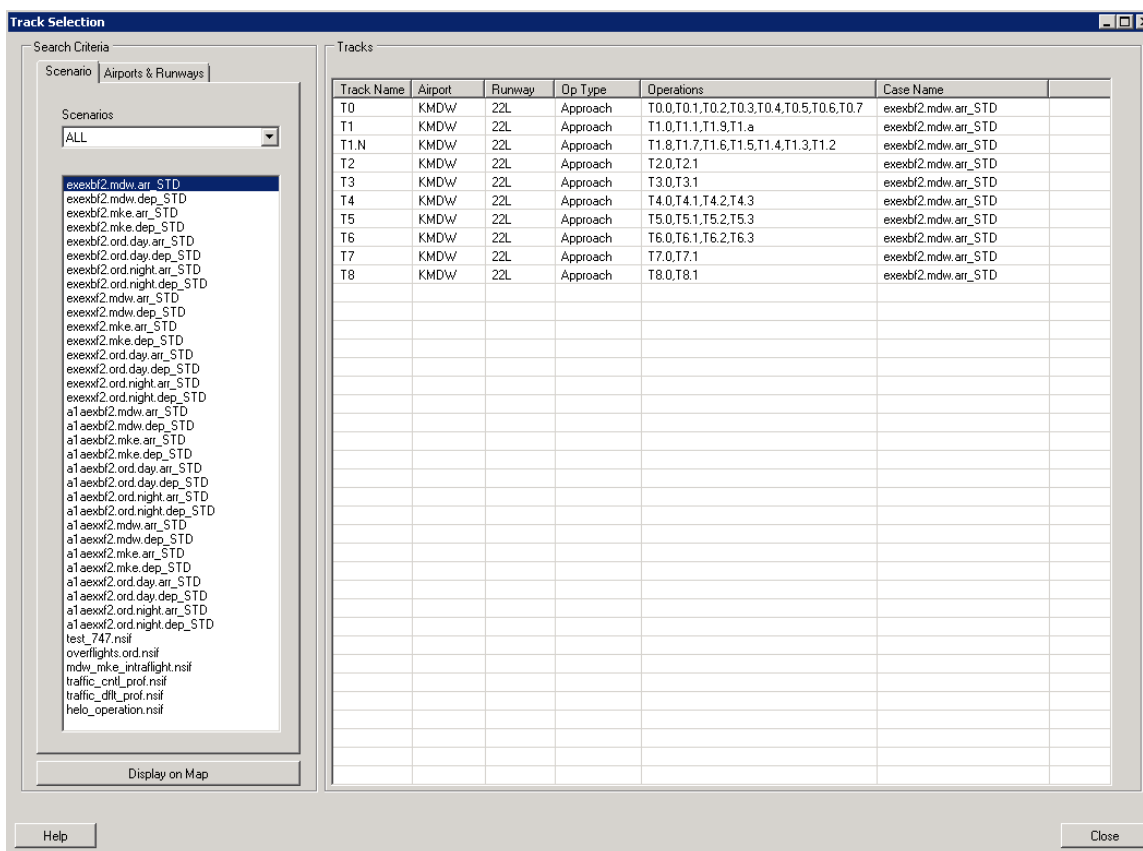 Track Selection
Search Criteria
Scenario Airports & Runways
Scenarios
ALL
exexbf2.mdw.arr_STD
exexbf2.mdw.dep_STD
exexbf2.mke.arr_STD
exexbf2.mke.dep_STD
exexbf2.ord.day.arr_STD
exexbf2.ord.day.dep_STD
exexbf2.ord.night.arr_STD
exexbf2.ord.night.dep_STD
exexxf2.mdw.arr_STD
exexxf2.mdw.dep_STD
exexxf2.mke.arr_STD
exexxf2.mke.dep_STD
exexxf2.ord.day.arr_STD
exexxf2.ord.day.dep_STD
exexxf2.ord.night.arr_STD
exexxf2.ord.night.dep_STD
a1aexbf2.mdw.arr_STD
a1aexbf2.mdw.dep_STD
a1aexbf2.mke.arr_STD
a1aexbf2.mke.dep_STD
a1aexbf2.ord.day.arr_STD
a1aexbf2.ord.day.dep_STD
a1aexbf2.ord.night.arr_STD
a1aexbf2.ord.night.dep_STD
a1aexxf2.mdw.arr_STD
a1aexxf2.mdw.dep_STD
a1aexxf2.mke.arr_STD
a1aexxf2.mke.dep_STD
a1aexxf2.ord.day.arr_STD
a1aexxf2.ord.day.dep_STD
a1aexxf2.ord.night.arr_STD
a1aexxf2.ord.night.dep_STD
test_747.nsif
overflights.ord.nsif
mdw_mke_intraflight.nsif
traffic_cntl_prof.nsif
traffic_dflt_prof.nsif
helo_operation.nsif
Display on Map
Tracks
Track Name Airport Runway Op Type Operations Case Name
T0 KMDW 22L Approach T0.0,T0.1,T0.2,T0.3,T0.4,T0.5,T0.6,T0.7 exexbf2.mdw.arr_STD
T1 KMDW 22L Approach T1.0,T1.1,T1.9,T1.a exexbf2.mdw.arr_STD
T1.N KMDW 22L Approach T1.8,T1.7,T1.6,T1.5,T1.4,T1.3,T1.2 exexbf2.mdw.arr_STD
T2 KMDW 22L Approach T2.0,T2.1 exexbf2.mdw.arr_STD
T3 KMDW 22L Approach T3.0,T3.1 exexbf2.mdw.arr_STD
T4 KMDW 22L Approach T4.0,T4.1,T4.2,T4.3 exexbf2.mdw.arr_STD
T5 KMDW 22L Approach T5.0,T5.1,T5.2,T5.3 exexbf2.mdw.arr_STD
T6 KMDW 22L Approach T6.0,T6.1,T6.2,T6.3 exexbf2.mdw.arr_STD
T7 KMDW 22L Approach T7.0,T7.1 exexbf2.mdw.arr_STD
T8 KMDW 22L Approach T8.0,T8.1 exexbf2.mdw.arr_STD
Help
Close